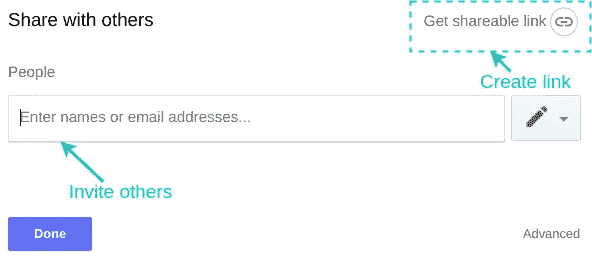 Share with others
Get shareable link
Create link
People
Enter names or email addresses...
Invite others
Done
Advanced